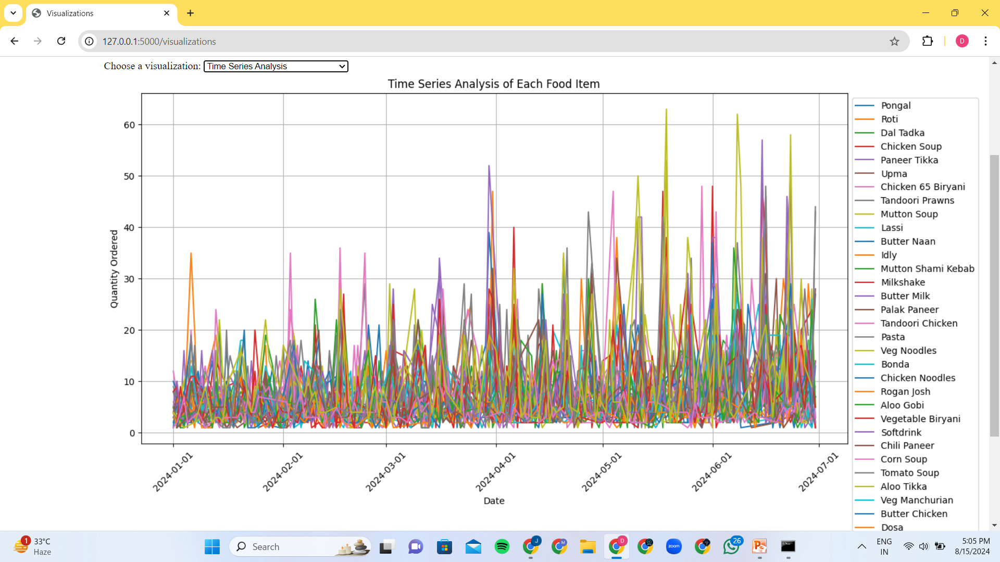 Visualizations
127.0.0.1:5000/visualizations
D
Choose a visualization: Time Series Analysis
Time Series Analysis of Each Food Item
Quantity Ordered
60
50
40
30
20
10
0
2024-01-01
2024-02-01
2024-03-01
2024-04-01
2024-05-01
2024-06-01
2024-07-01
Date
Pongal
Roti
Dal Tadka
Chicken Soup
Paneer Tikka
Upma
Chicken 65 Biryani
Tandoori Prawns
Mutton Soup
Lassi
Butter Naan
Idly
Mutton Shami Kebab
Milkshake
Butter Milk
Palak Paneer
Tandoori Chicken
Pasta
Veg Noodles
Bonda
Chicken Noodles
Rogan Josh
Aloo Gobi
Vegetable Biryani
Softdrink
Chili Paneer
Corn Soup
Tomato Soup
Aloo Tikka
Veg Manchurian
Butter Chicken
Dosa
1
33°C
Haze
Search
J
M
D
zoom
26
ENG
IN
5:05 PM
8/15/2024